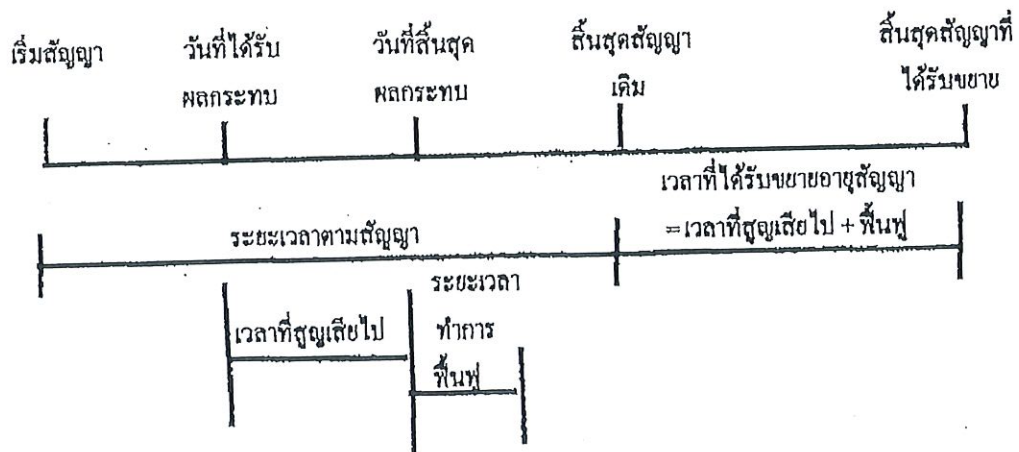 เริ่มสัญญา
วันที่ได้รับ
ผลกระทบ
วันที่สิ้นสุด
ผลกระทบ
สิ้นสุดสัญญา
เดิม
สิ้นสุดสัญญาที่
ได้รับขยาย
เวลาที่ได้รับขยายอายุสัญญา
=เวลาที่สูญเสียไป + ฟื้นฟู
ระยะเวลาตามสัญญา
เวลาที่สูญเสียไป
ระยะเวลา
ทำการ
ฟื้นฟู